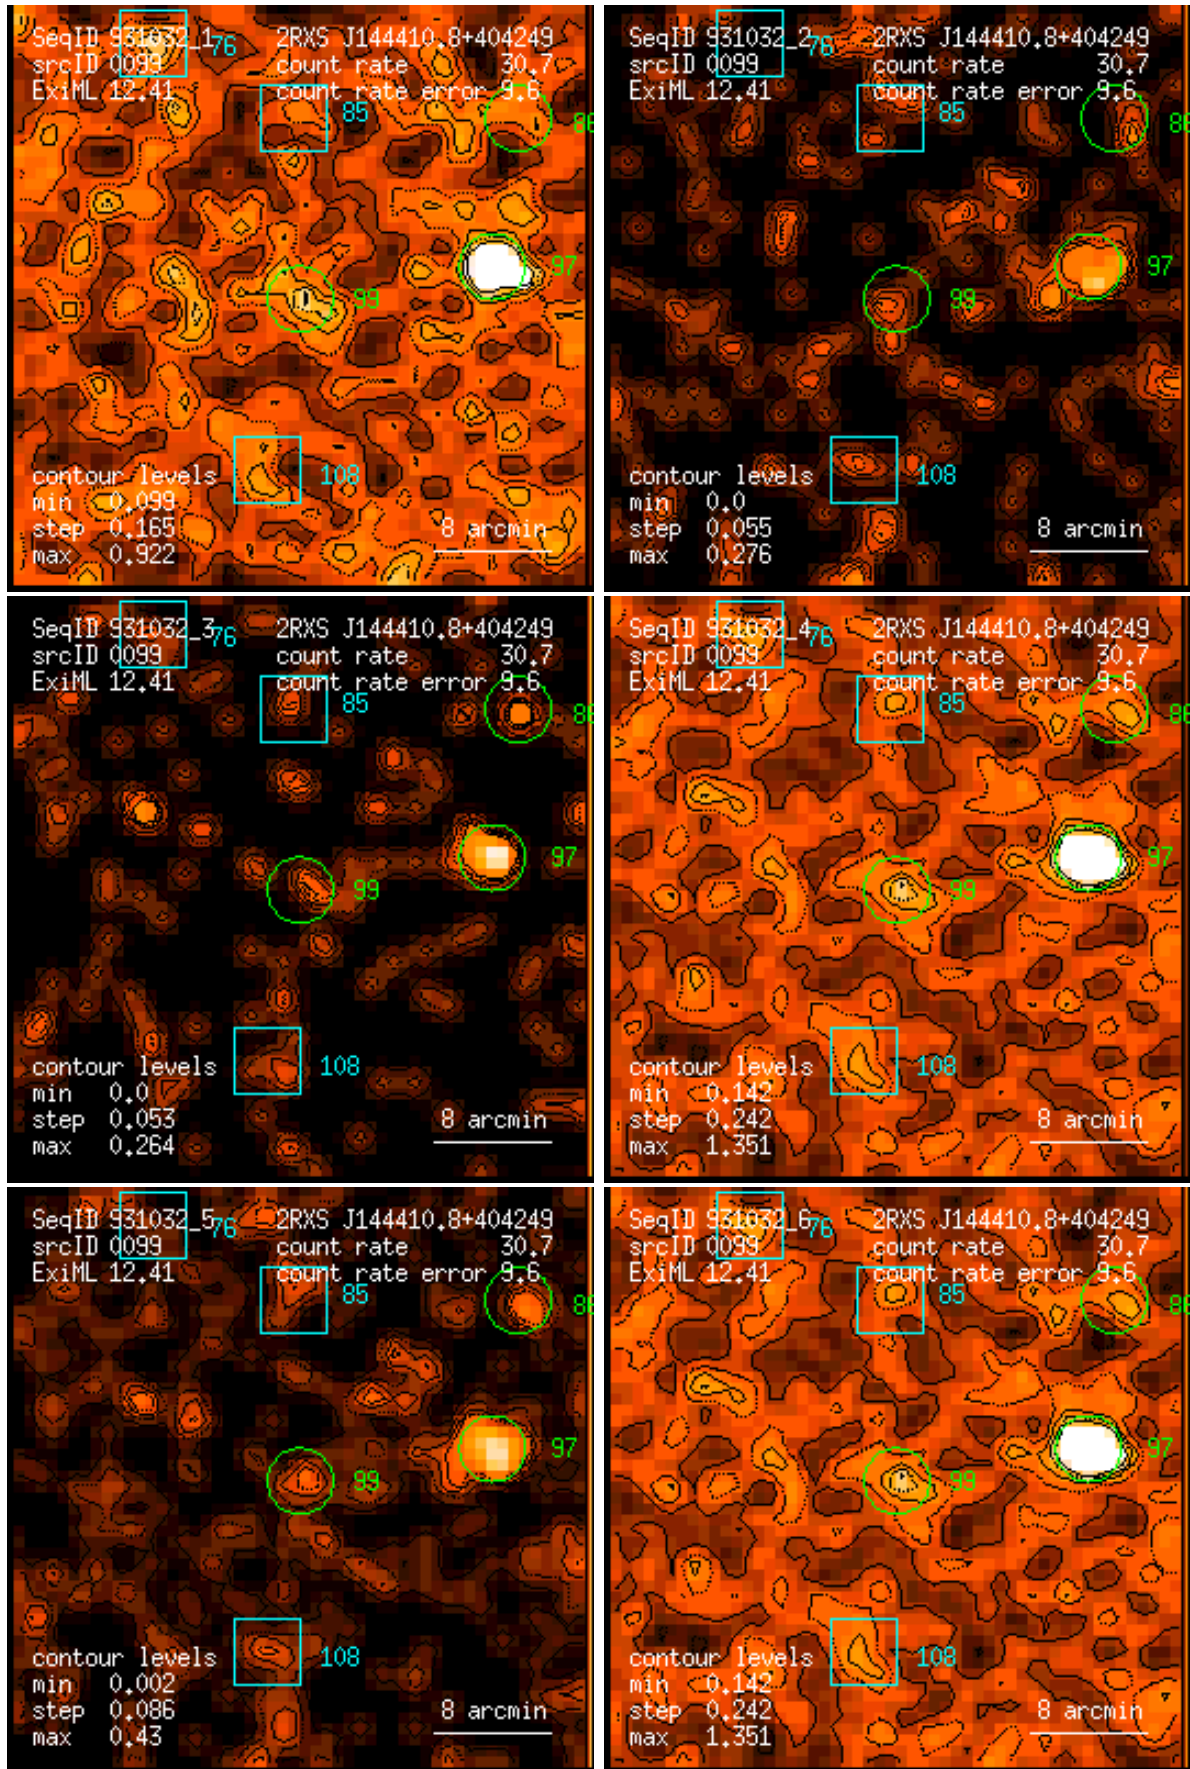 SeqID 931032_1 76 2RXS J144410.8+404249
srcID 0099 count rate 30.7
ExiML 12.41 count rate error 9.6
85 86
97
99
108
contour levels
min 0.099
step 0.165 8 arcmin
max 0.922
SeqID 931032_2 76 2RXS J144410.8+404249
srcID 0099 count rate 30.7
ExiML 12.41 count rate error 9.6
85 86
97
99
108
contour levels
min 0.0
step 0.055 8 arcmin
max 0.276
SeqID 931032_3 76 2RXS J144410.8+404249
srcID 0099 count rate 30.7
ExiML 12.41 count rate error 9.6
85 86
97
99
108
contour levels
min 0.0
step 0.053 8 arcmin
max 0.264
SeqID 931032_4 76 2RXS J144410.8+404249
srcID 0099 count rate 30.7
ExiML 12.41 count rate error 9.6
85 86
97
99
108
contour levels
min 0.142
step 0.242 8 arcmin
max 1.351
SeqID 931032_5 76 2RXS J144410.8+404249
srcID 0099 count rate 30.7
ExiML 12.41 count rate error 9.6
85 86
97
99
108
contour levels
min 0.002
step 0.086 8 arcmin
max 0.43
SeqID 931032_6 76 2RXS J144410.8+404249
srcID 0099 count rate 30.7
ExiML 12.41 count rate error 9.6
85 86
97
99
108
contour levels
min 0.142
step 0.242 8 arcmin
max 1.351